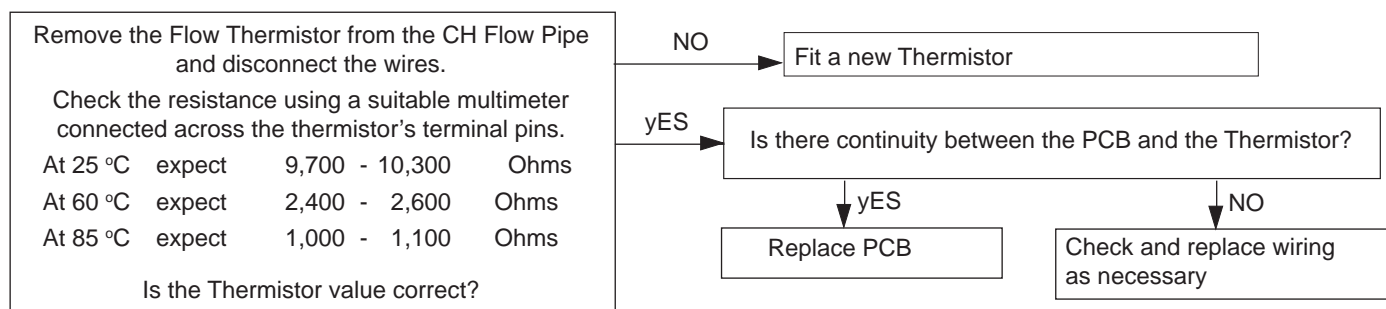 Remove the Flow Thermistor from the CH Flow Pipe
and disconnect the wires.
Check the resistance using a suitable multimeter
connected across the thermistor's terminal pins.
At 25 ºC expect 9,700 - 10,300 Ohms
At 60 ºC expect 2,400 - 2,600 Ohms
At 85 ºC expect 1,000 - 1,100 Ohms
Is the Thermistor value correct?
NO
Fit a new Thermistor
yES
Is there continuity between the PCB and the Thermistor?
yES
Replace PCB
NO
Check and replace wiring
as necessary